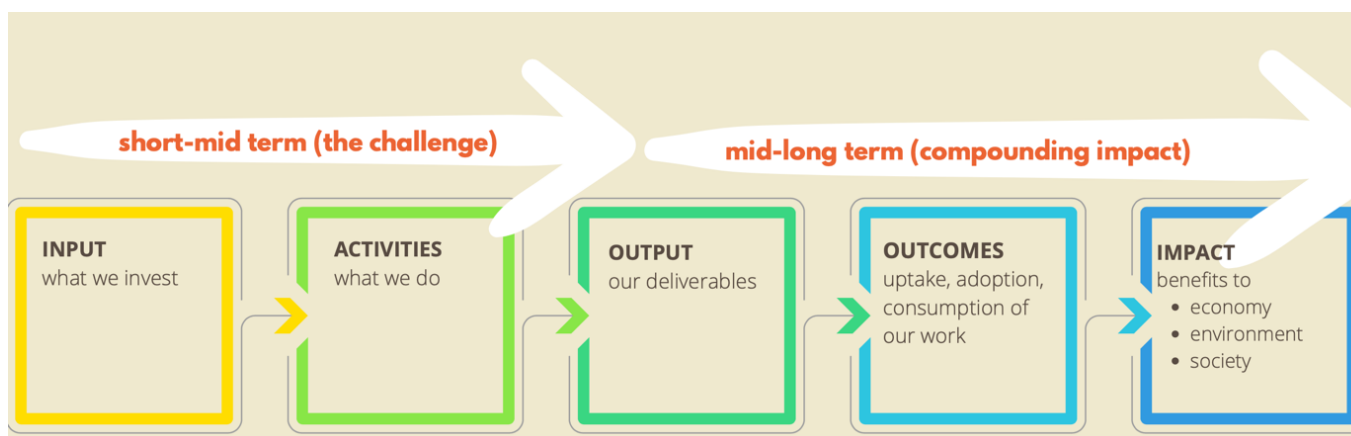 short-mid term (the challenge)
mid-long term (compounding impact)
INPUT
what we invest
ACTIVITIES
what we do
OUTPUT
our deliverables
OUTCOMES
uptake, adoption,
consumption of
our work
IMPACT
benefits to
• economy
• environment
• society